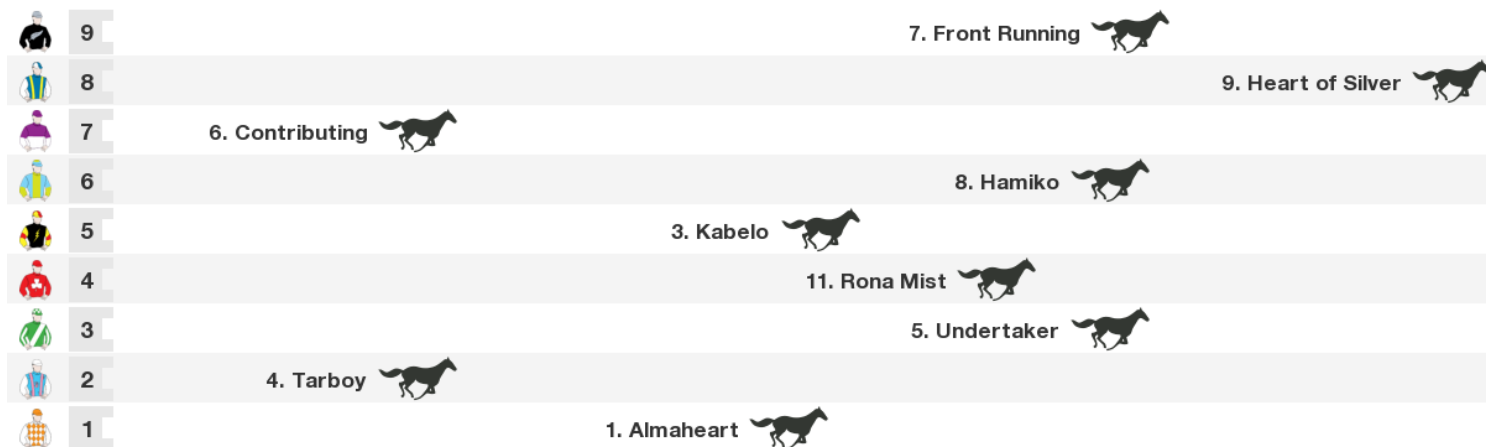 9 7. Front Running
8 9. Heart of Silver
7 6. Contributing
6 8. Hamiko
5 3. Kabelo
4 11. Rona Mist
3 5. Undertaker
2 4. Tarboy
1 1. Almaheart